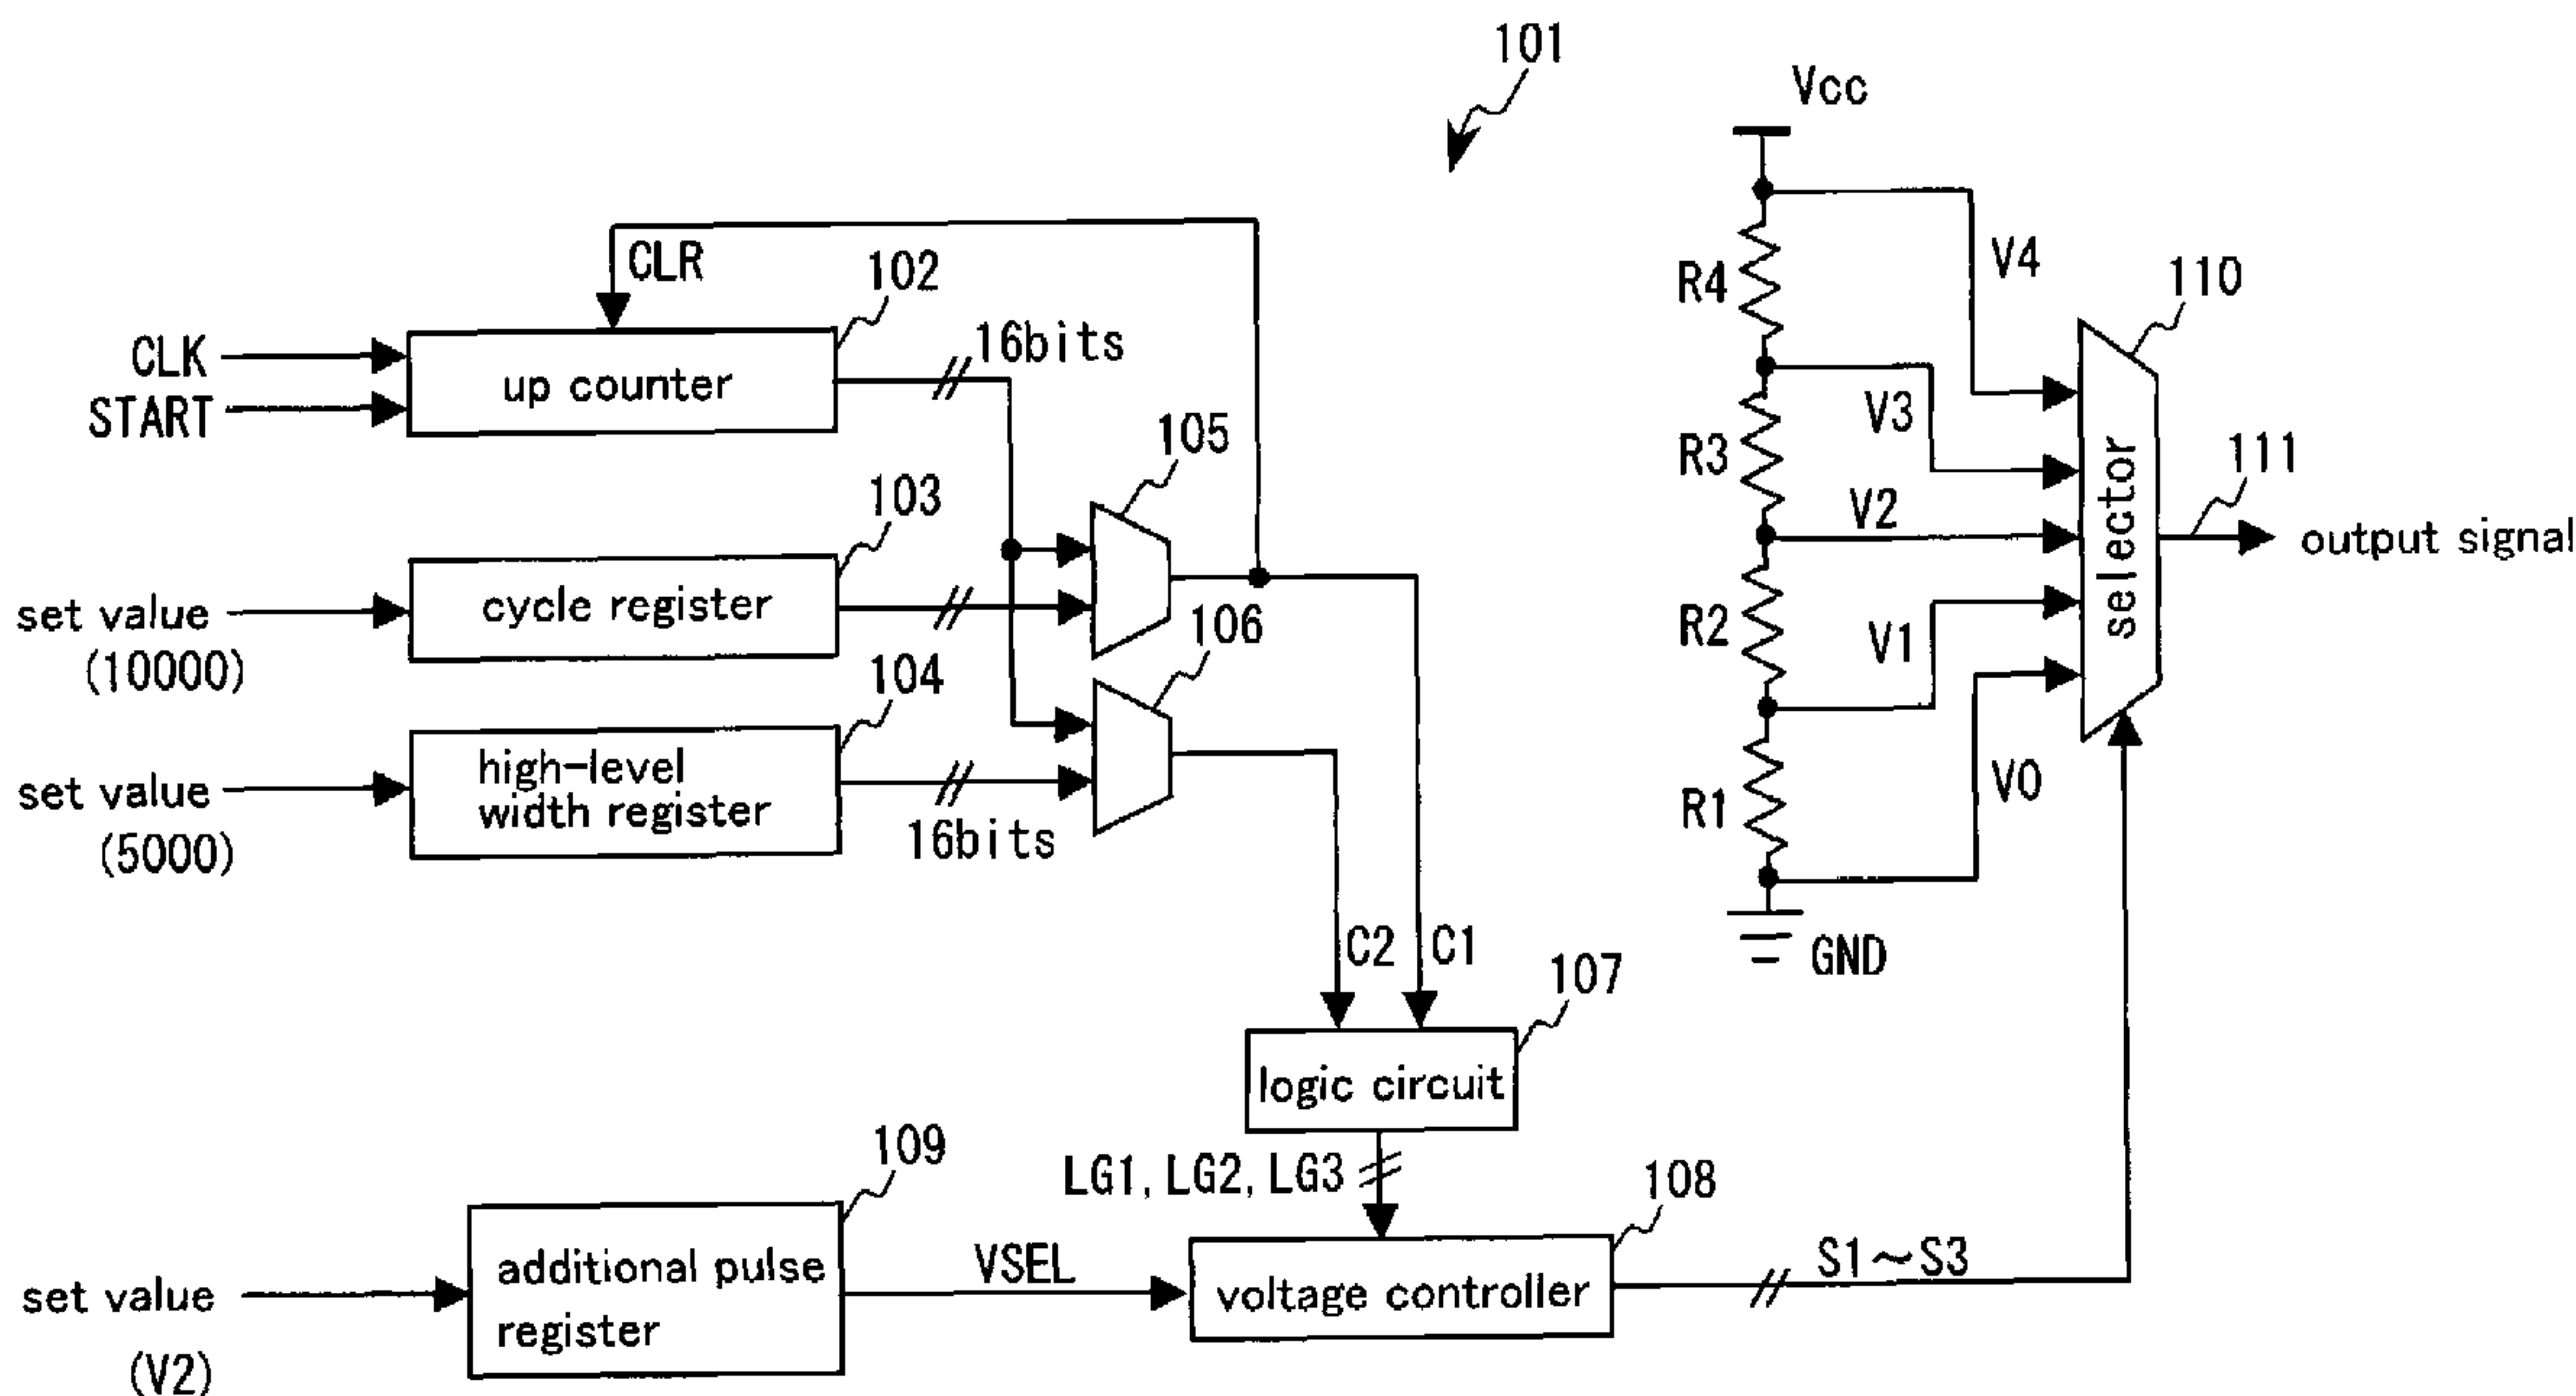 101
Vcc
CLR
102
CLK
START
up counter
16bits
R4
V4
110
V3
105
R3
selector
111
103
V2
output signal
set value
(10000)
cycle register
106
R2
V1
104
set value
(5000)
high-level
width register
16bits
R1
V0
C2
C1
GND
107
logic circuit
109
LG1, LG2, LG3
108
set value
(V2)
additional pulse
register
VSEL
voltage controller
S1~S3